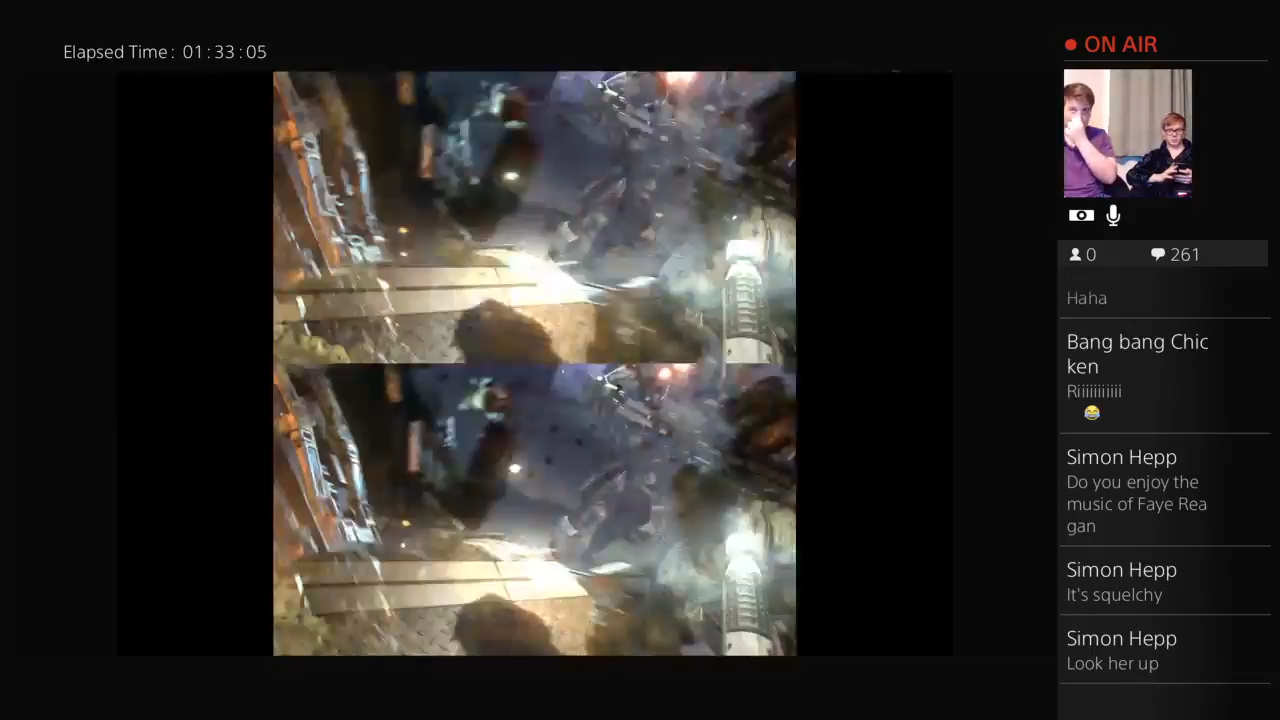 Elapsed Time: 01:33:05
ON AIR
0 261
Haha
Bang bang Chic
ken
Riiiiiiiiiii
😂
Simon Hepp
Do you enjoy the
music of Faye Rea
gan
Simon Hepp
It's squelchy
Simon Hepp
Look her up